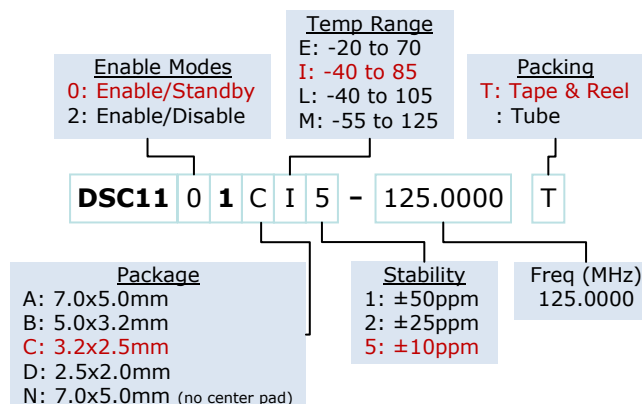 Temp Range
E: -20 to 70
I: -40 to 85
L: -40 to 105
M: -55 to 125
Enable Modes
0: Enable/Standby
2: Enable/Disable
Packing
T: Tape & Reel
: Tube
DSC11 0 1 C I 5 - 125.0000 T
Package
A: 7.0x5.0mm
B: 5.0x3.2mm
C: 3.2x2.5mm
D: 2.5x2.0mm
N: 7.0x5.0mm (no center pad)
Stability
1: ±50ppm
2: ±25ppm
5: ±10ppm
Freq (MHz)
125.0000